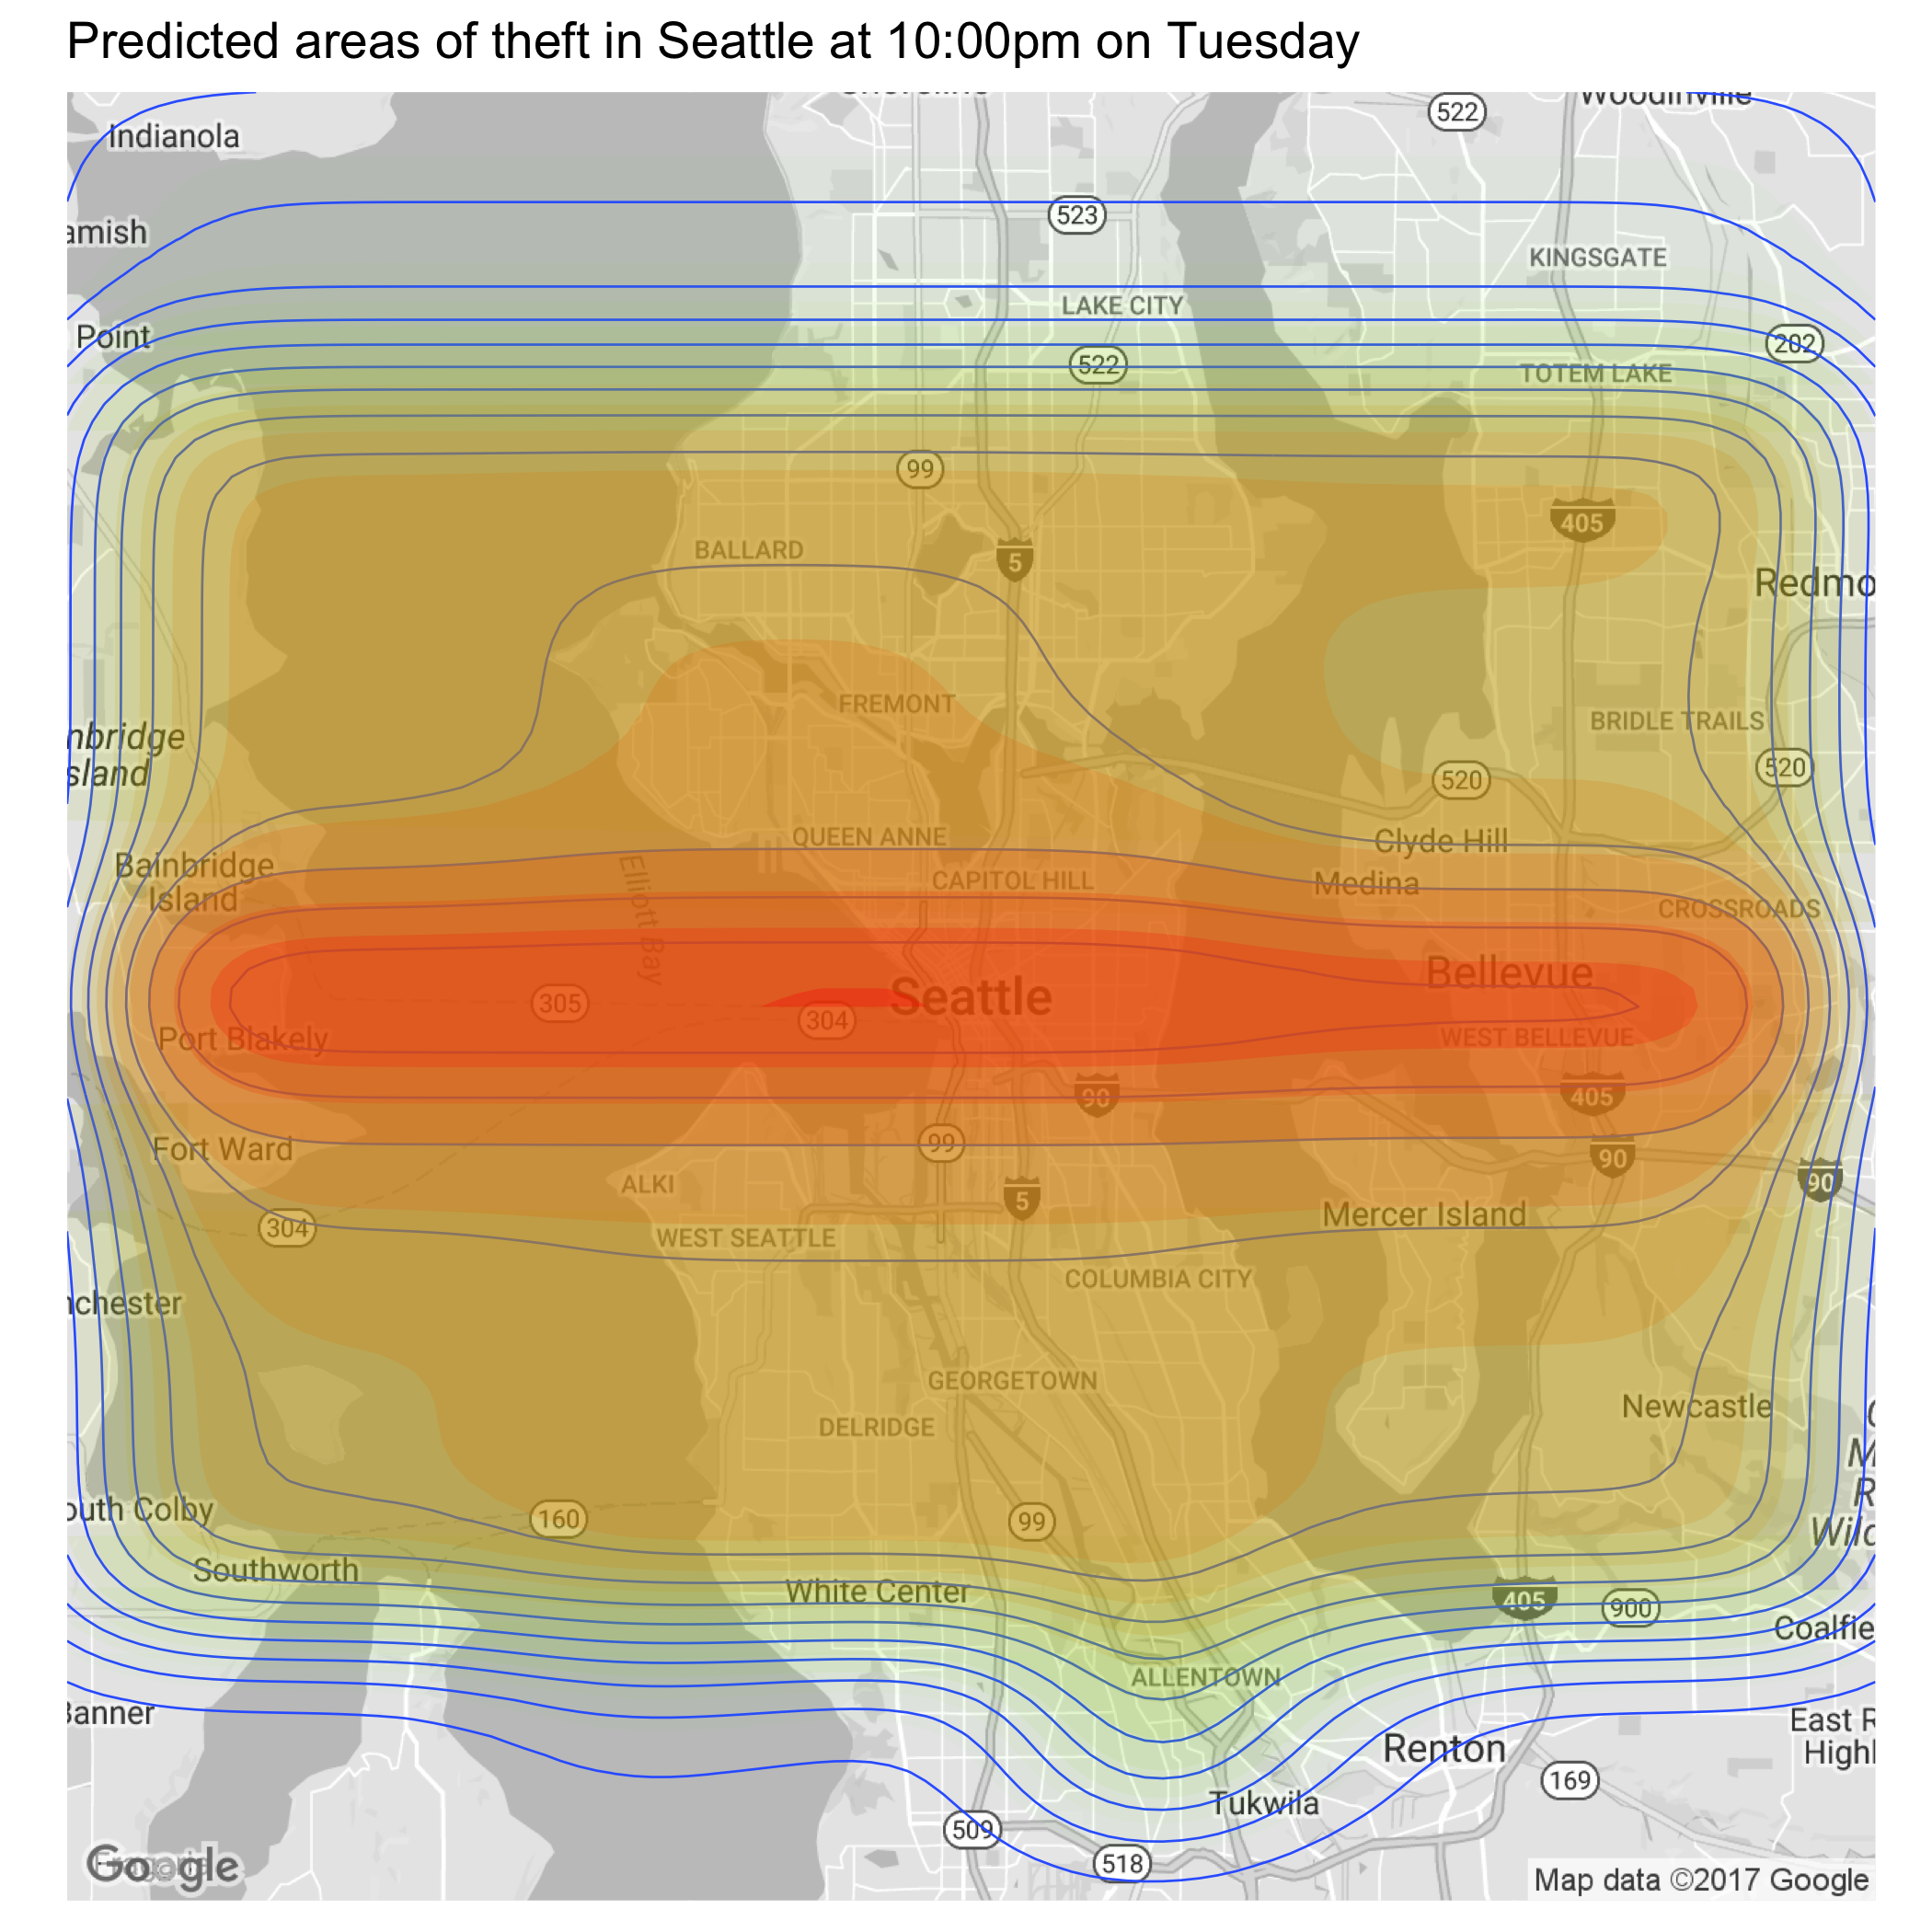 Predicted areas of theft in Seattle at 10:00pm on Tuesday
Woodinville
522
Indianola
523
amish
KINGSGATE
LAKE CITY
Point
202
522
TOTEM LAKE
99
405
BALLARD
5
Redmo
FREMONT
BRIDLE TRAILS
nbridge
sland
520
520
QUEEN ANNE
Clyde Hill
Bainbridge
Island
CAPITOL HILL
Medina
CROSSROADS
Elliott Bay
Bellevue
Seattle
305
304
Port Blakely
WEST BELLEVUE
90
405
99
Fort Ward
90
90
ALKI
5
304
WEST SEATTLE
Mercer Island
COLUMBIA CITY
nchester
GEORGETOWN
Newcastle
DELRIDGE
M
R
Wild
outh Colby
160
99
Southworth
White Center
405
900
Coalfie
ALLENTOWN
Banner
East R
Highl
Renton
169
Tukwila
509
518
Google
Map data ©2017 Google